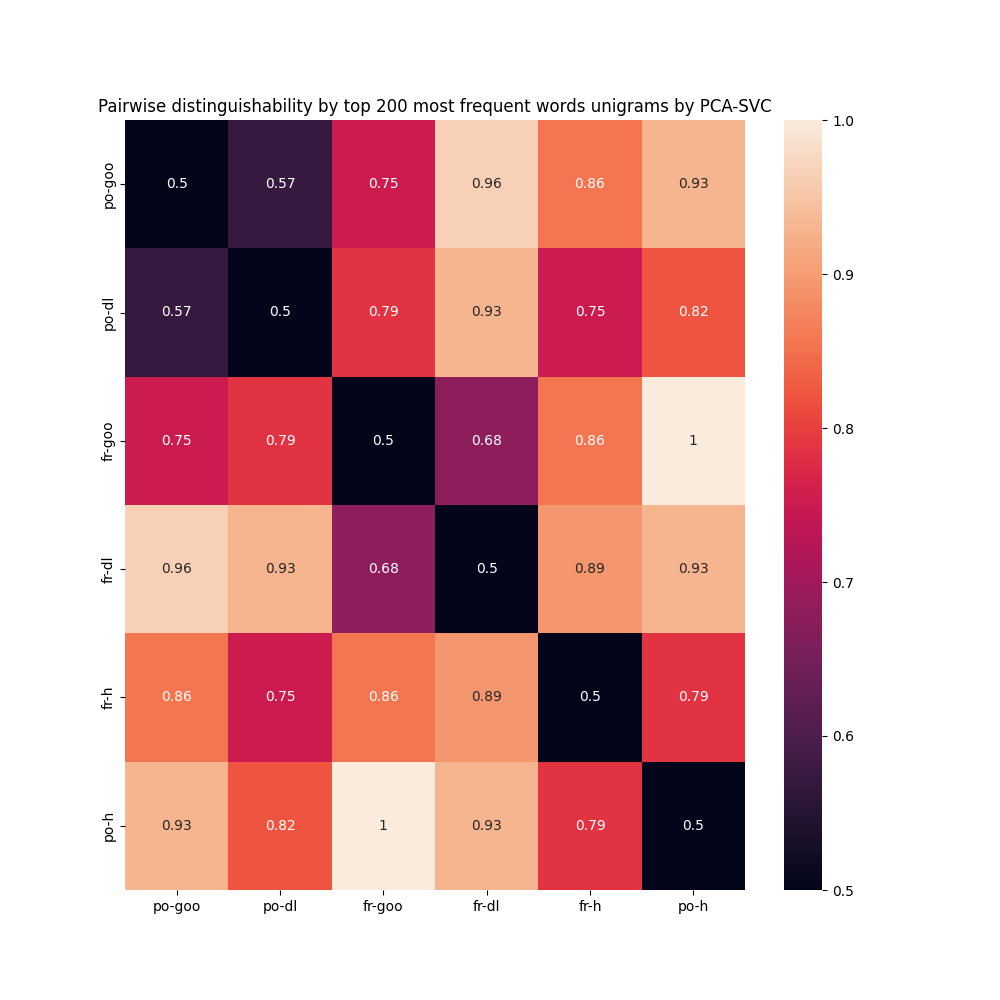 Pairwise distinguishability by top 200 most frequent words unigrams by PCA-SVC
po-goo 0.5 0.57 0.75 0.96 0.86 0.93
po-dl 0.57 0.5 0.79 0.93 0.75 0.82
fr-goo 0.75 0.79 0.5 0.68 0.86 1
fr-dl 0.96 0.93 0.68 0.5 0.89 0.93
fr-h 0.86 0.75 0.86 0.89 0.5 0.79
po-h 0.93 0.82 1 0.93 0.79 0.5
po-goo po-dl fr-goo fr-dl fr-h po-h
1.0
0.9
0.8
0.7
0.6
0.5